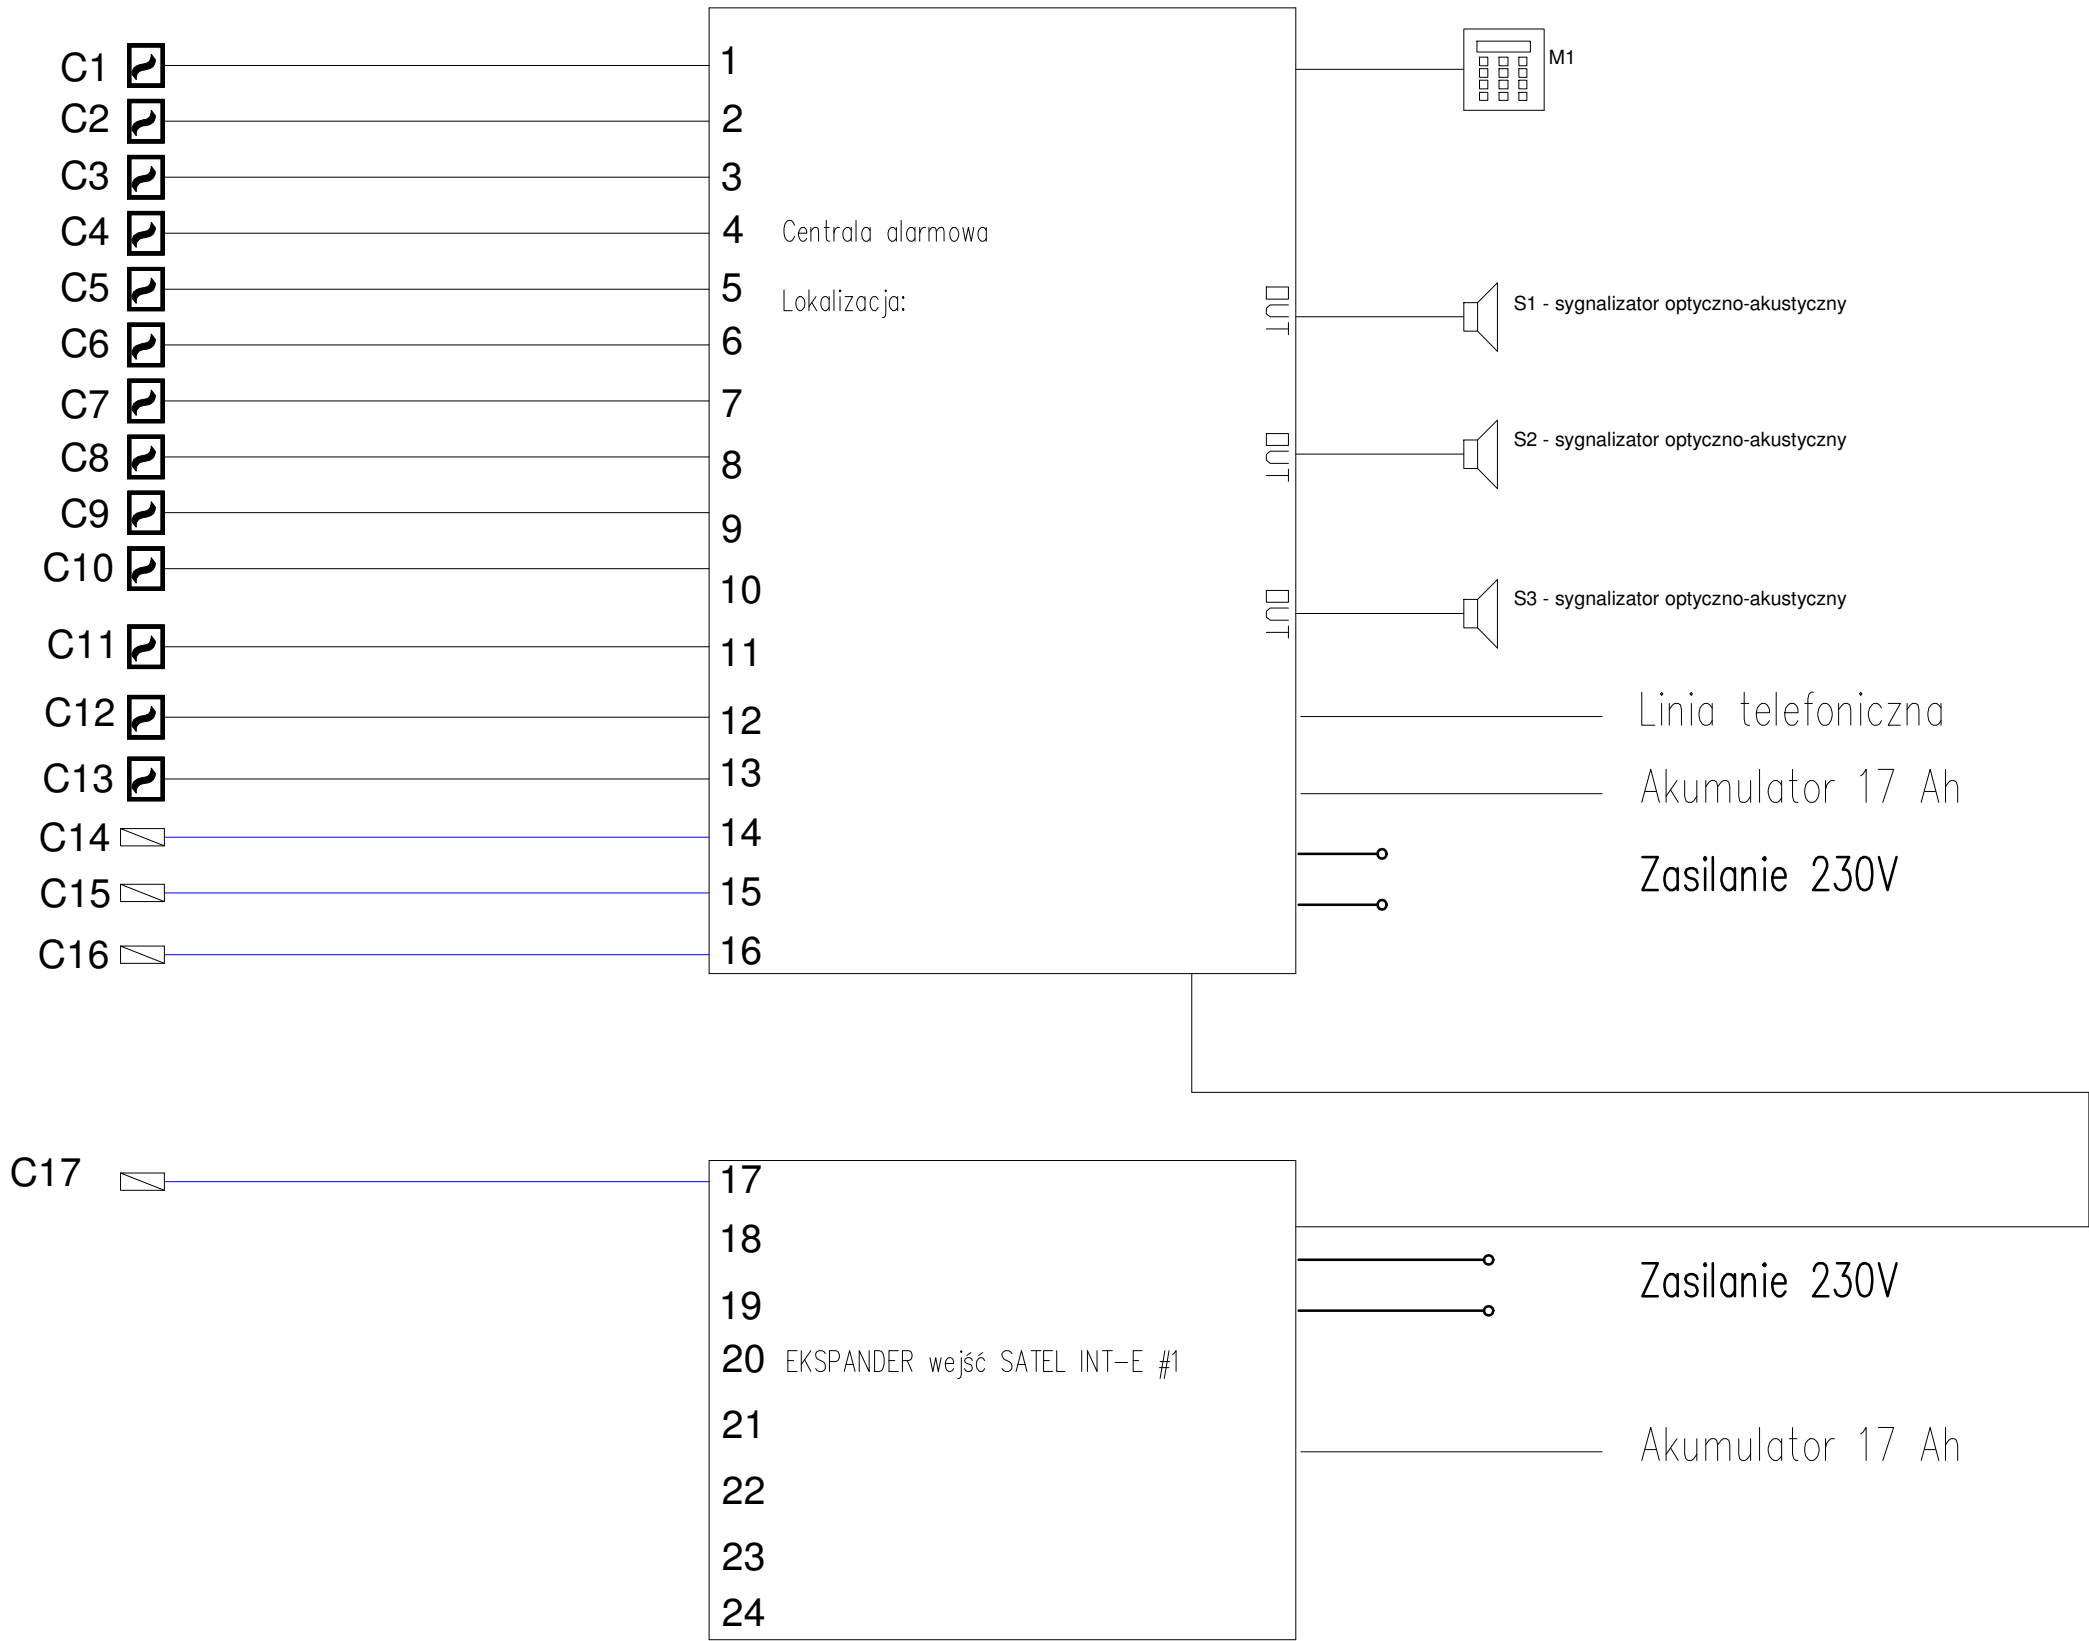 C1 1 M1
C2 2
C3 3
C4 4 Centrala alarmowa
C5 5 Lokalizacja: OUT S1 - sygnalizator optyczno-akustyczny
C6 6
C7 7
C8 8 OUT S2 - sygnalizator optyczno-akustyczny
C9 9
C10 10 OUT S3 - sygnalizator optyczno-akustyczny
C11 11
C12 12 Linia telefoniczna
C13 13 Akumulator 17 Ah
C14 14
C15 15 Zasilanie 230V
C16 16
C17 17
18
19 Zasilanie 230V
20 EKSPANDER wejść SATEL INT-E #1
21 Akumulator 17 Ah
22
23
24